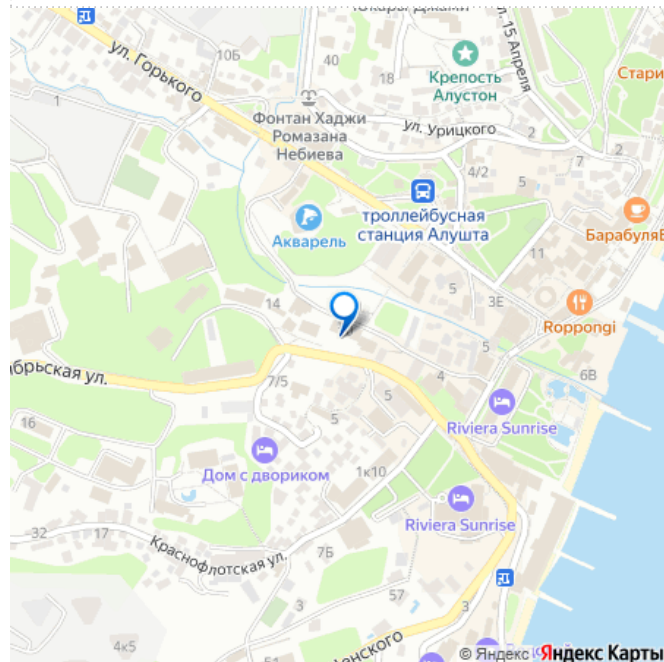 ул. Горького
10Б
40
18
ул. 15 Апреля
Крепость
Алустон
Стари
1
Фонтан Хаджи
Ромазана
Небиева
ул. Урицкого
2
2
7
4/2
5
троллейбусная
станция Алушта
Акварель
БарабуляБ
11
14
5
3Е
Roppongi
5
6В
4
брьская ул.
7/5
5
5
16
Riviera Sunrise
Дом с двориком
1к10
Riviera Sunrise
32
17
Краснофлотская ул.
7Б
57
3
3
4к5
енского
© Яндекс
Яндекс Карты